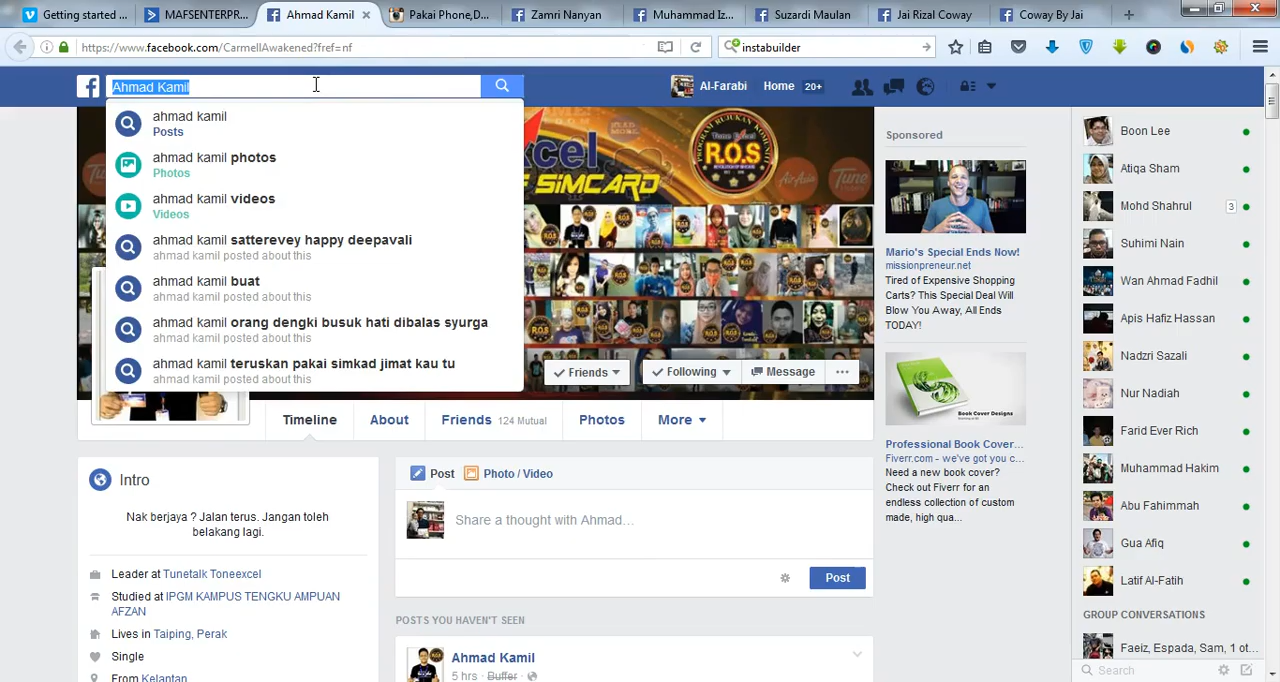 Getting started ...
MAFSENTERPR...
Ahmad Kamil
Pakai Phone,D...
Zamri Nanyan
Muhammad Iz...
Suzardi Maulan
Jai Rizal Coway
Coway By Jai
https://www.facebook.com/CarmellAwakened?fref=nf
instabuilder
Ahmad Kamil
Al-Farabi
Home 20+
ahmad kamil
Posts
ahmad kamil photos
Photos
ahmad kamil videos
Videos
ahmad kamil satterevey happy deepavali
ahmad kamil posted about this
ahmad kamil buat
ahmad kamil posted about this
ahmad kamil orang dengki busuk hati dibalas syurga
ahmad kamil posted about this
ahmad kamil teruskan pakai simkad jimat kau tu
ahmad kamil posted about this
R.O.S
SIMCARD
AirAsia
Friends
Following
Message
Timeline
About
Friends 124 Mutual
Photos
More
Intro
Nak berjaya ? Jalan terus. Jangan toleh
belakang lagi.
Leader at Tunetalk Toneexcel
Studied at IPGM KAMPUS TENGKU AMPUAN
AFZAN
Lives in Taiping, Perak
Single
From Kelantan
Post
Photo / Video
Share a thought with Ahmad...
Post
POSTS YOU HAVEN'T SEEN
Ahmad Kamil
5 hrs · Buffer ·
Sponsored
Mario's Special Ends Now!
missionpreneur.net
Tired of Expensive Shopping
Carts? This Special Deal Will
Blow You Away, All Ends
TODAY!
Book Cover Designs
Professional Book Cover...
Fiverr.com - we've got you c...
Need a new book cover?
Check out Fiverr for an
endless collection of custom
made, high qua...
Boon Lee
Atiqa Sham
Mohd Shahrul 3
Suhimi Nain
Wan Ahmad Fadhil
Apis Hafiz Hassan
Nadzri Sazali
Nur Nadiah
Farid Ever Rich
Muhammad Hakim
Abu Fahimmah
Gua Afiq
Latif Al-Fatih
GROUP CONVERSATIONS
Faeiz, Espada, Sam, 1 ot...
Search